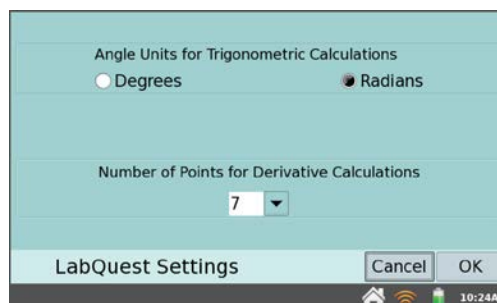 Angle Units for Trigonometric Calculations
Degrees Radians
Number of Points for Derivative Calculations
7
LabQuest Settings Cancel OK
10:24A